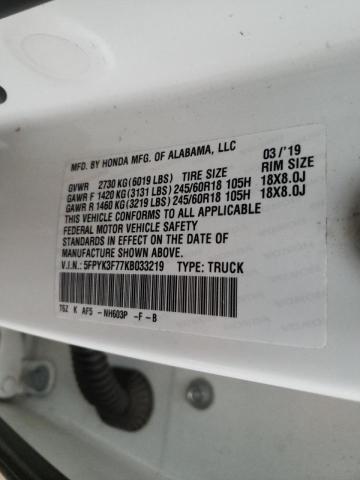 MFD. BY HONDA MFG. OF ALABAMA, LLC 03/'19
GVWR 2730 KG(6019 LBS) TIRE SIZE RIM SIZE
GAWR F 1420 KG(3131 LBS)245/60R18 105H 18X8.0J
GAWR R 1460 KG(3219 LBS)245/60R18 105H 18X8.0J
THIS VEHICLE CONFORMS TO ALL APPLICABLE
FEDERAL MOTOR VEHICLE SAFETY
STANDARDS IN EFFECT ON THE DATE OF
MANUFACTURE SHOWN ABOVE.
V.I.N.: 5FPYK3F77KB033219 TYPE: TRUCK
T6Z K AF5 -NH603P -F-B